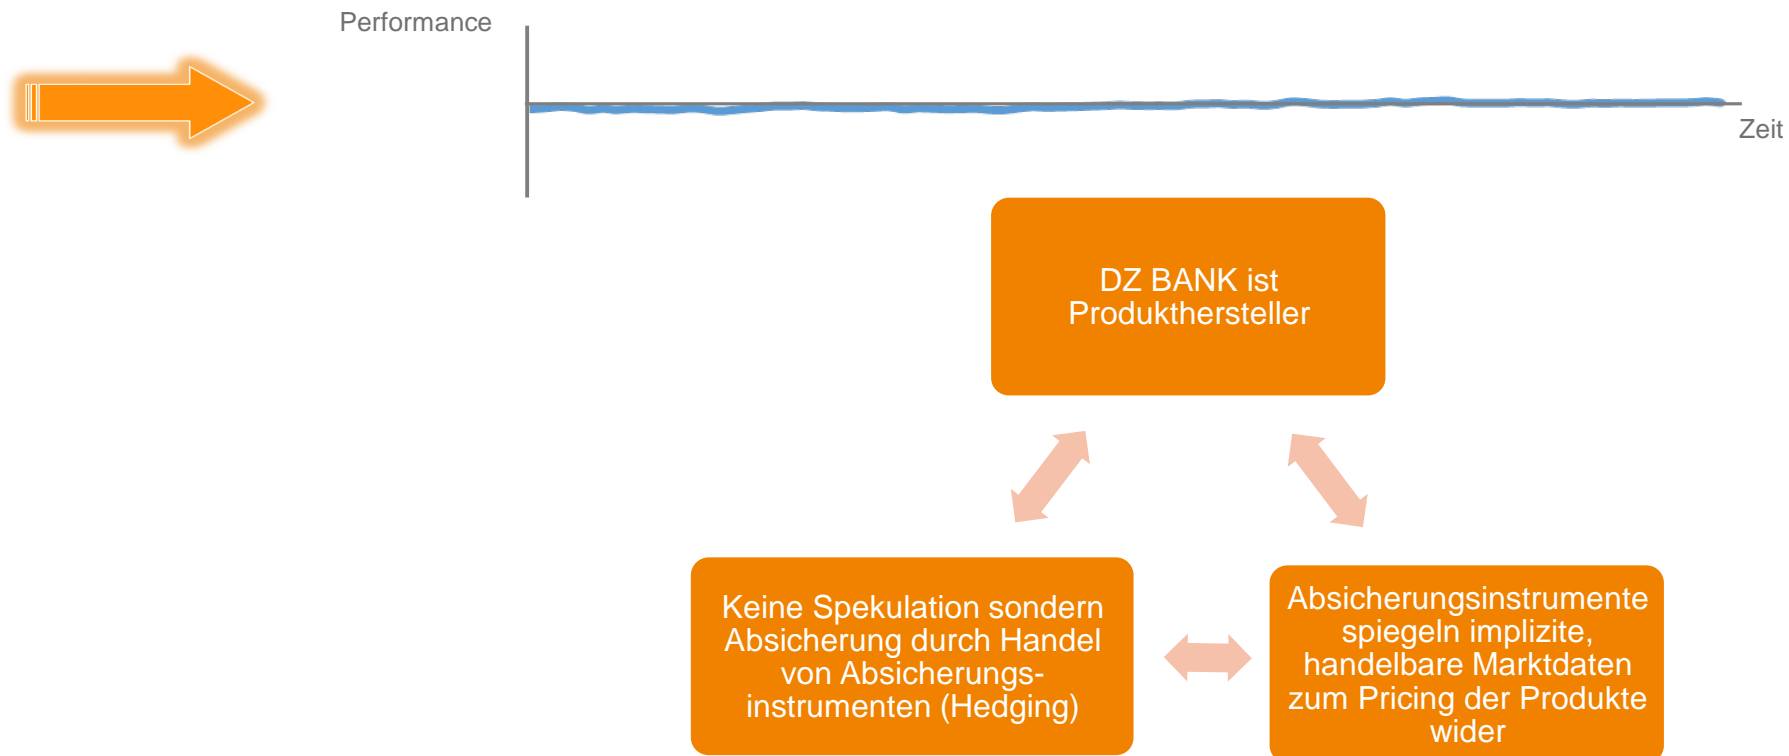 Performance
Zeit
DZ BANK ist
Produkthersteller
Keine Spekulation sondern
Absicherung durch Handel
von Absicherungs-
instrumenten (Hedging)
Absicherungsinstrumente
spiegeln implizite,
handelbare Marktdaten
zum Pricing der Produkte
wider